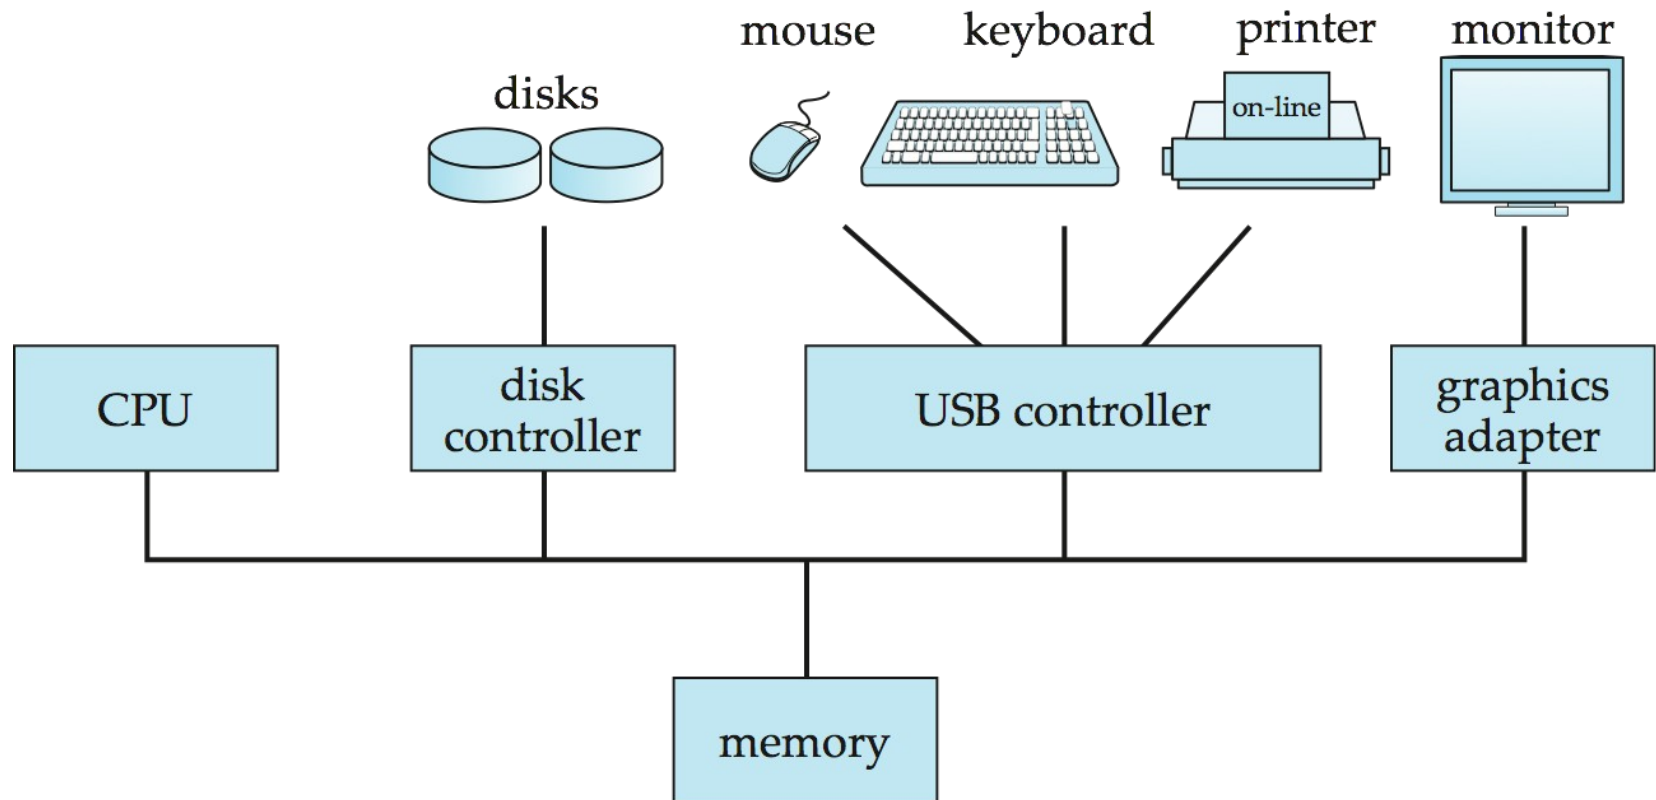 mouse
keyboard
printer
monitor
disks
on-line
CPU
disk
controller
USB controller
graphics
adapter
memory